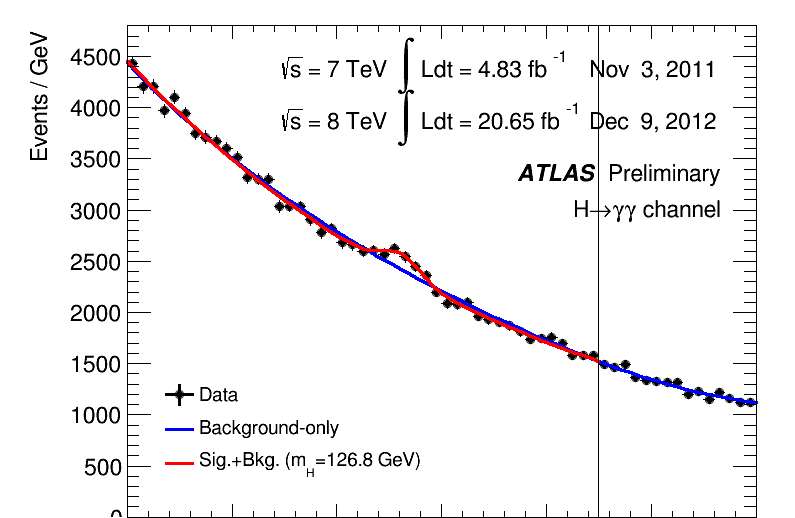 Events / GeV
√s = 7 TeV ∫ Ldt = 4.83 fb⁻¹ Nov 3, 2011
√s = 8 TeV ∫ Ldt = 20.65 fb⁻¹ Dec 9, 2012
ATLAS Preliminary
H→γγ channel
4500
4000
3500
3000
2500
2000
1500
1000
500
0
Data
Background-only
Sig.+Bkg. (m_H=126.8 GeV)